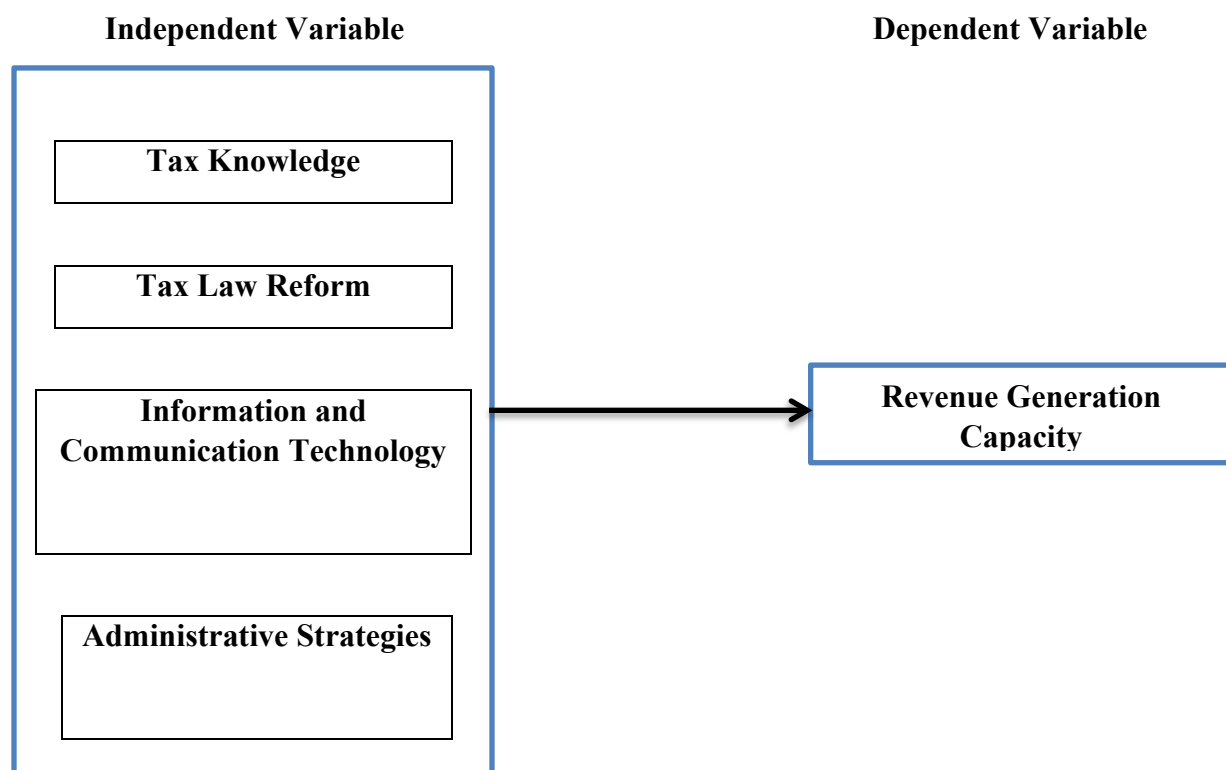 Independent Variable
Dependent Variable
Tax Knowledge
Tax Law Reform
Information and
Communication Technology
Administrative Strategies
Revenue Generation
Capacity